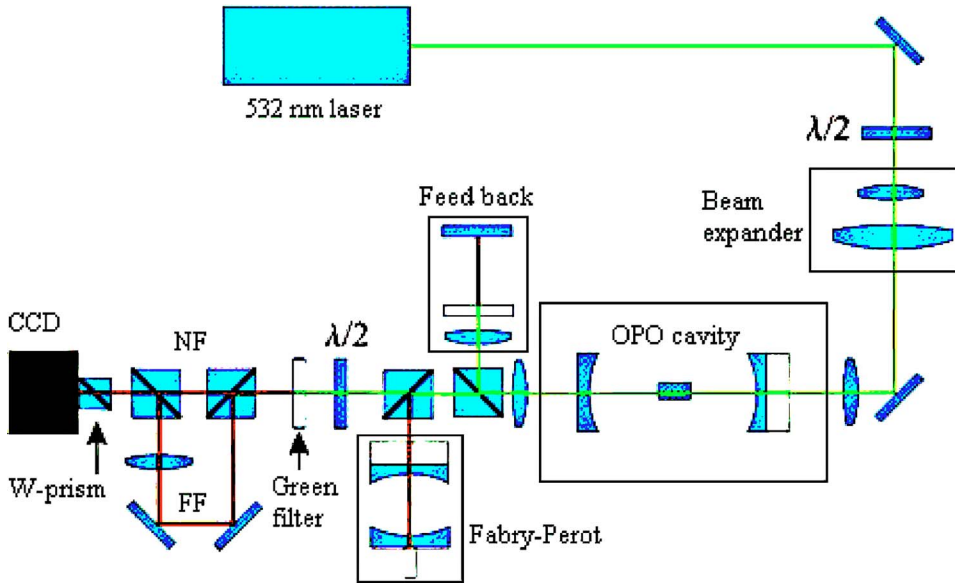 532 nm laser
λ/2
Beam
expander
Feed back
OPO cavity
CCD
NF
λ/2
W-prism
FF
Green
filter
Fabry-Perot